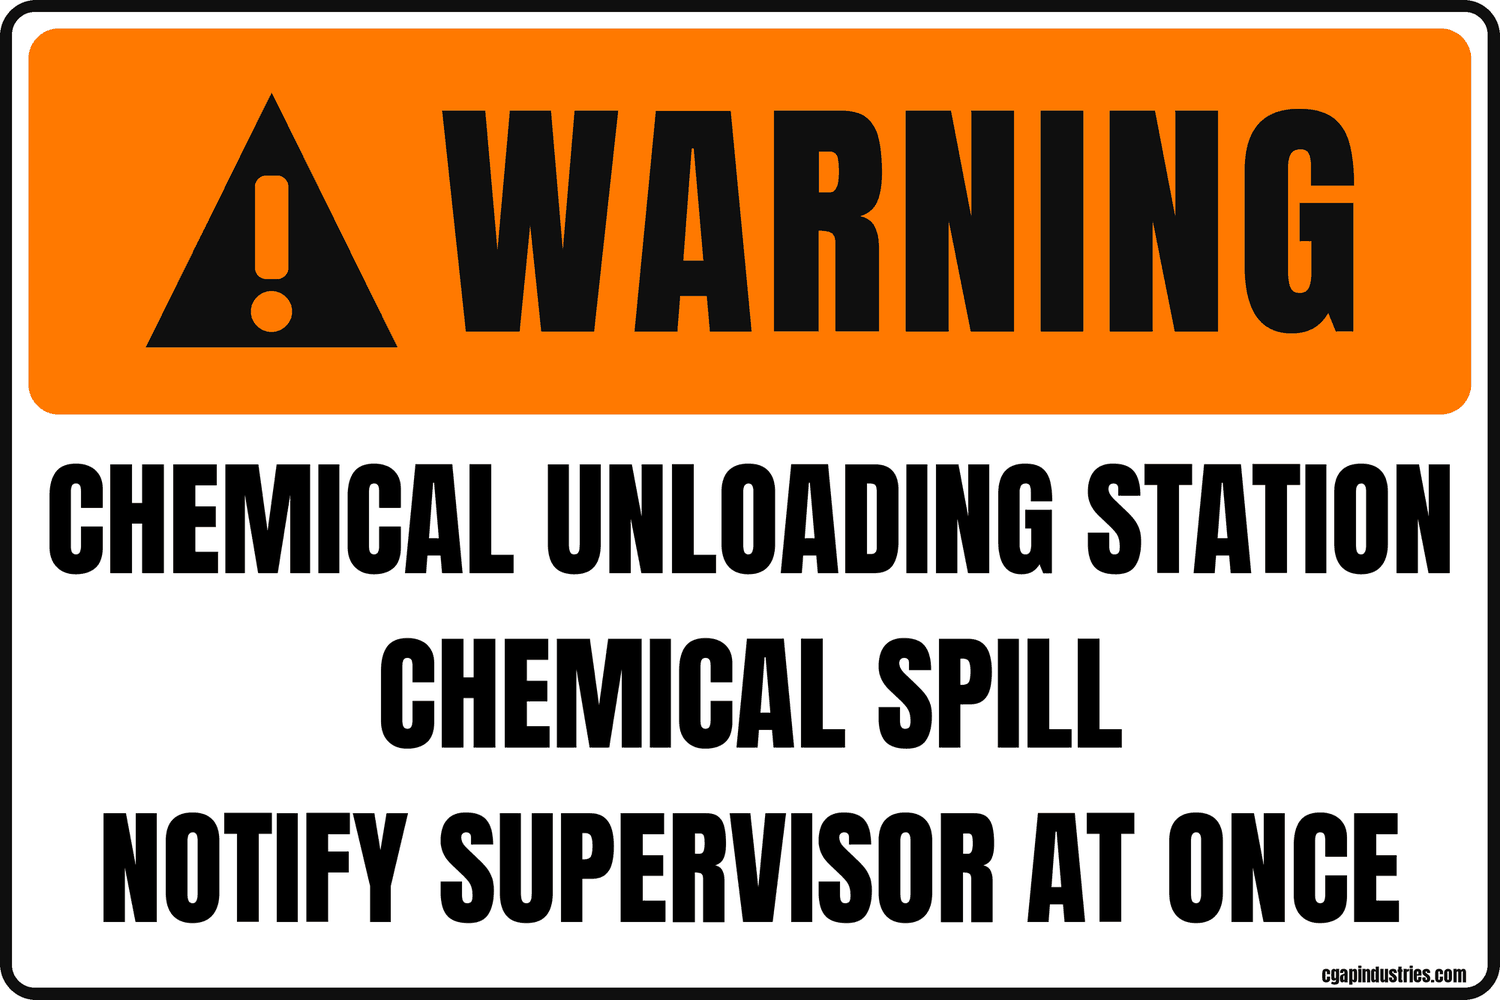 WARNING
CHEMICAL UNLOADING STATION
CHEMICAL SPILL
NOTIFY SUPERVISOR AT ONCE
cgapindustries.com